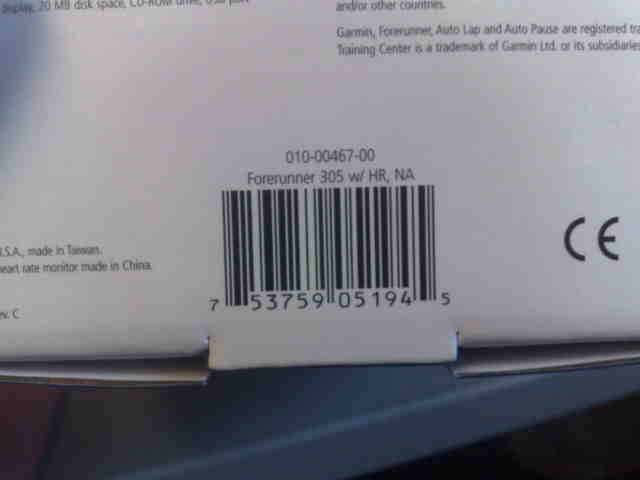 display, 20 MB disk space, CD-ROM drive, USB port
and/or other countries.
Garmin, Forerunner, Auto Lap and Auto Pause are registered
Training Center is a trademark of Garmin Ltd. or its subsidiaries
010-00467-00
Forerunner 305 w/ HR, NA
U.S.A., made in Taiwan.
heart rate monitor made in China.
CE
7 53759 05194 5
ev. C